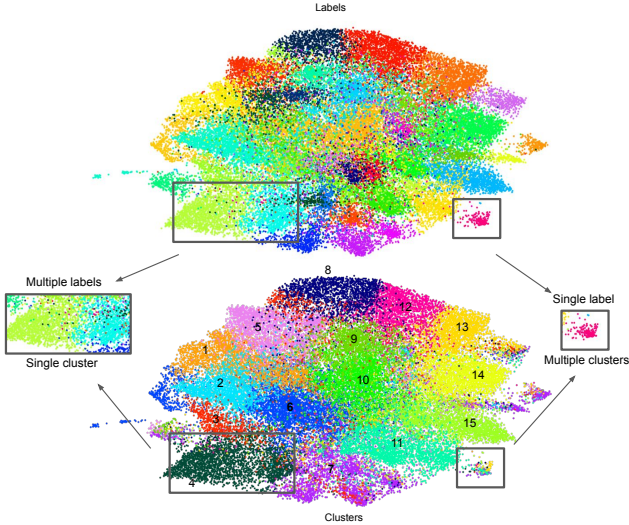 Labels
Multiple labels
Single cluster
Single label
Multiple clusters
8
12
5
9
13
1
2
10
14
3
6
15
11
7
4
Clusters